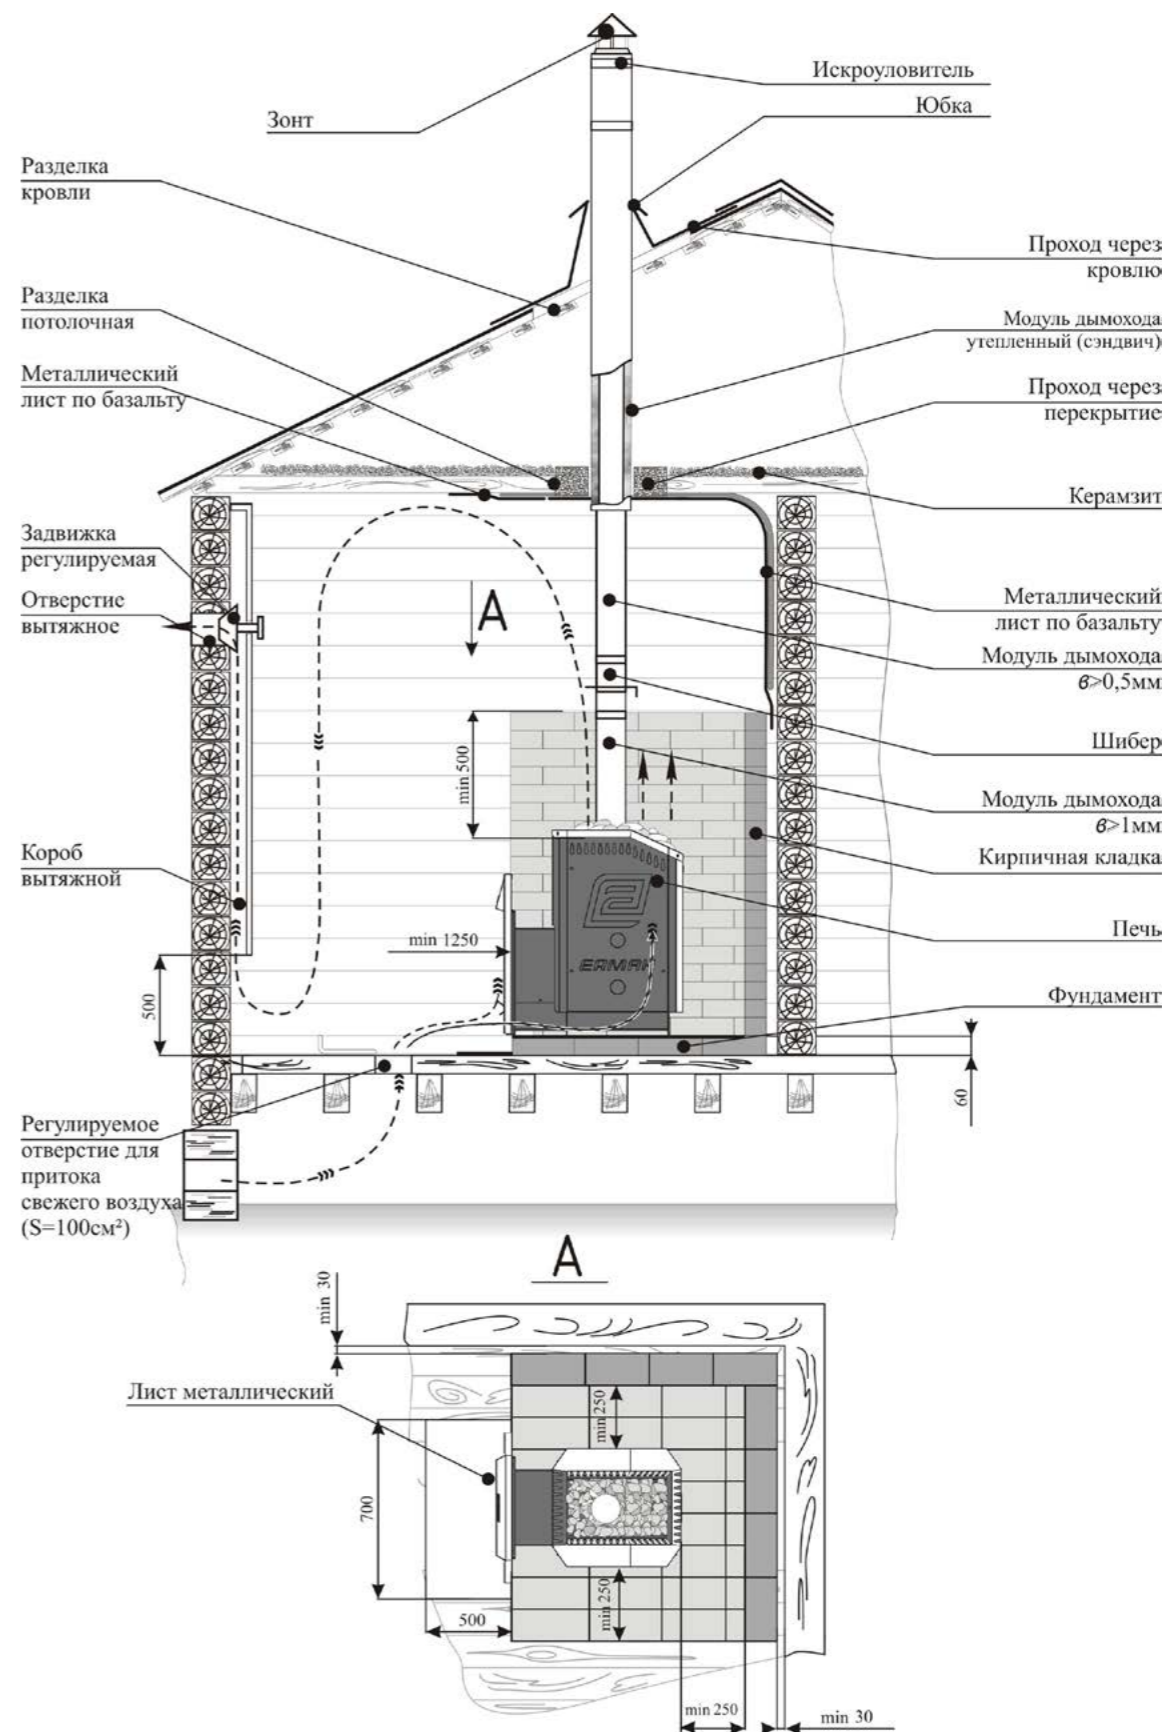 Искроуловитель
Юбка
Зонт
Разделка
кровли
Проход через
кровлю
Разделка
потолочная
Модуль дымохода
утепленный (сэндвич)
Металлический
лист по базальту
Проход через
перекрытие
Керамзит
Задвижка
регулируемая
Отверстие
вытяжное
А
Металлический
лист по базальту
Модуль дымохода
в>0,5мм
Шибер
min 500
Модуль дымохода
в>1мм
Кирпичная кладка
Короб
вытяжной
Печь
min 1250
ЕРМАК
500
Фундамент
60
Регулируемое
отверстие для
притока
свежего воздуха
(S=100см²)
А
min 30
Лист металлический
min 250
700
min 250
500
min 250
min 30